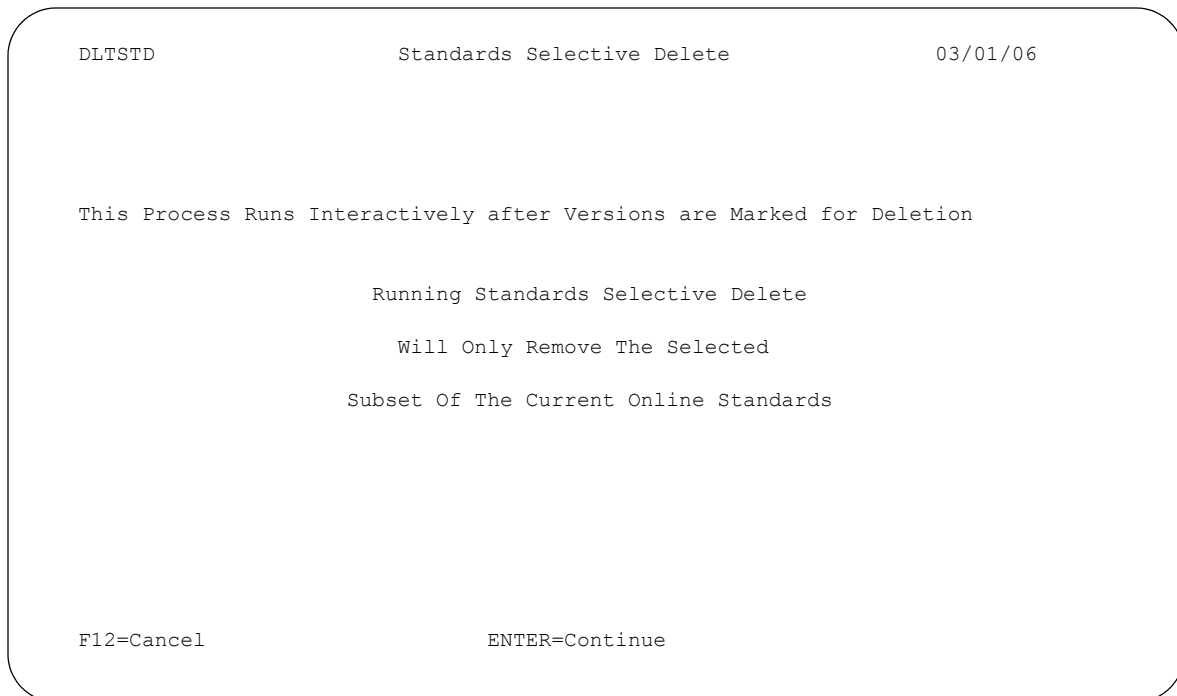 DLTSTD Standards Selective Delete 03/01/06
This Process Runs Interactively after Versions are Marked for Deletion
Running Standards Selective Delete
Will Only Remove The Selected
Subset Of The Current Online Standards
F12=Cancel ENTER=Continue